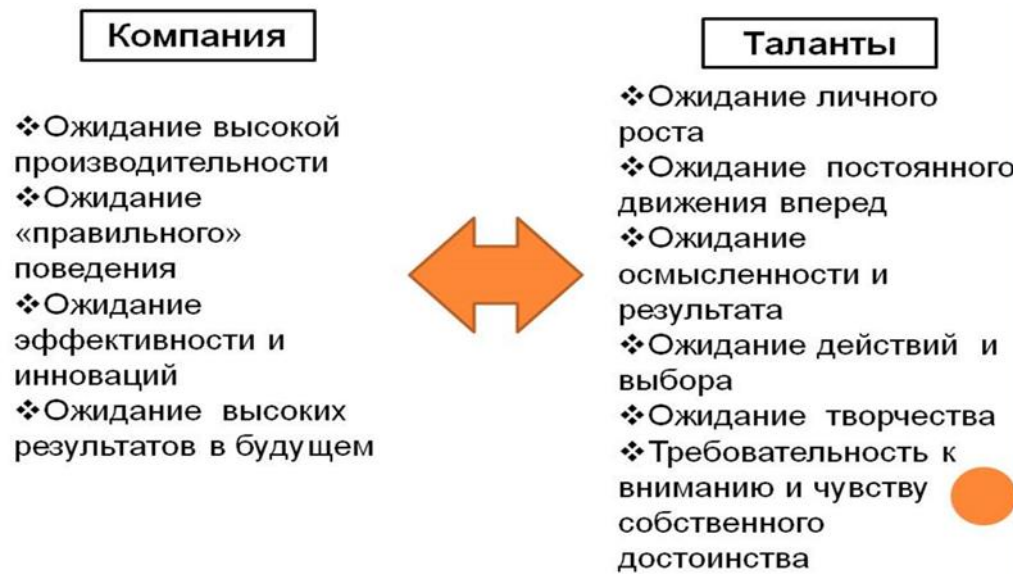 Компания
❖Ожидание высокой
производительности
❖Ожидание
«правильного»
поведения
❖Ожидание
эффективности и
инноваций
❖Ожидание высоких
результатов в будущем
Таланты
❖Ожидание личного
роста
❖Ожидание постоянного
движения вперед
❖Ожидание
осмысленности и
результата
❖Ожидание действий и
выбора
❖Ожидание творчества
❖Требовательность к
вниманию и чувству
собственного
достоинства